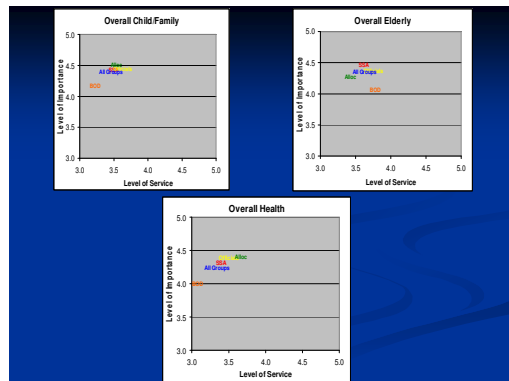 Overall Child/Family
Level of Importance
5.0
4.5
4.0
3.5
3.0
Alloc
All Groups
BOD
3.0 3.5 4.0 4.5 5.0
Level of Service
Overall Elderly
Level of Importance
5.0
4.5
4.0
3.5
3.0
SSA
All Groups
Alloc
BOD
3.0 3.5 4.0 4.5 5.0
Level of Service
Overall Health
Level of Importance
5.0
4.5
4.0
3.5
3.0
Alloc
SSA
All Groups
BOD
3.0 3.5 4.0 4.5 5.0
Level of Service